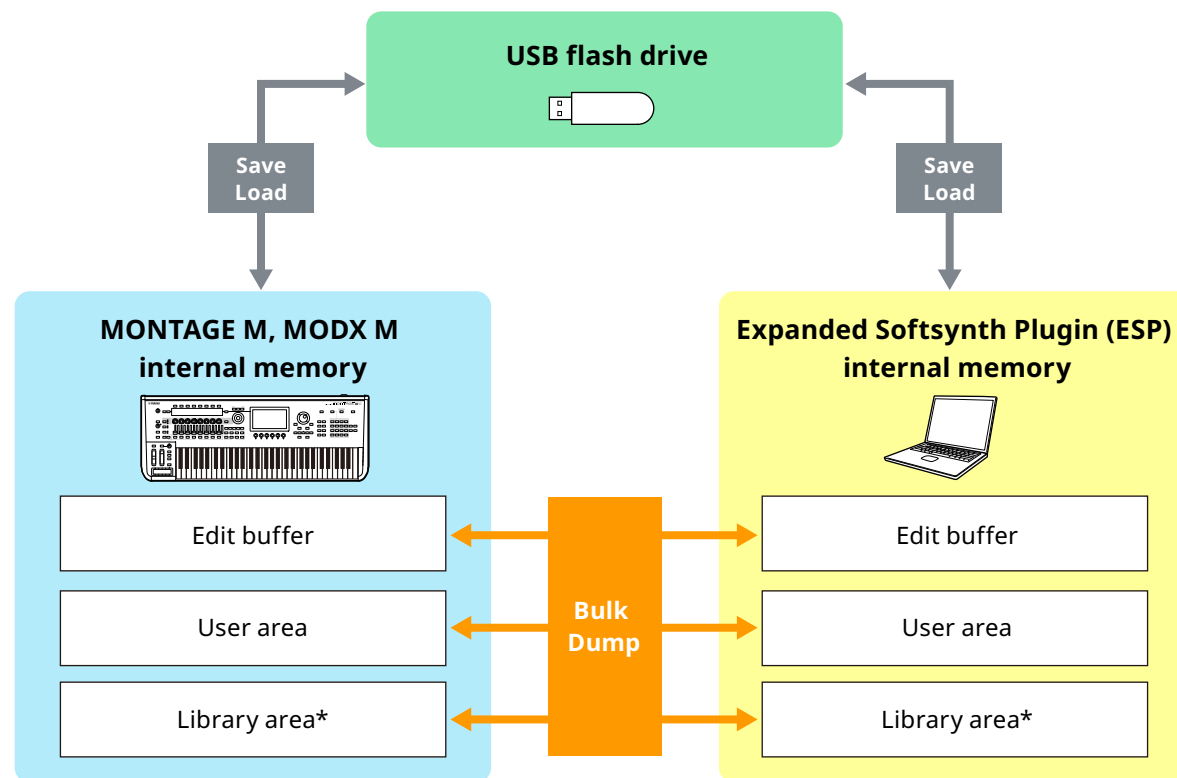 USB flash drive
Save
Load
Save
Load
MONTAGE M, MODX M
internal memory
Expanded Softsynth Plugin (ESP)
internal memory
Edit buffer
Edit buffer
User area
Bulk
Dump
User area
Library area*
Library area*